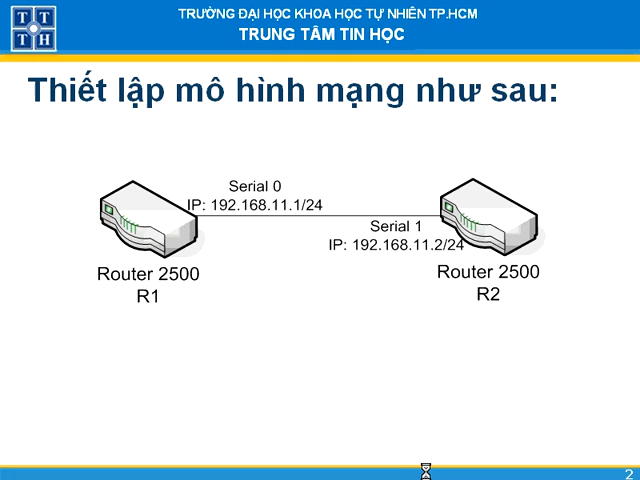 TRƯỜNG ĐẠI HỌC KHOA HỌC TỰ NHIÊN TP.HCM
TRUNG TÂM TIN HỌC
T T
T H
Thiết lập mô hình mạng như sau:
Serial 0
IP: 192.168.11.1/24
Serial 1
IP: 192.168.11.2/24
Router 2500
R1
Router 2500
R2
2